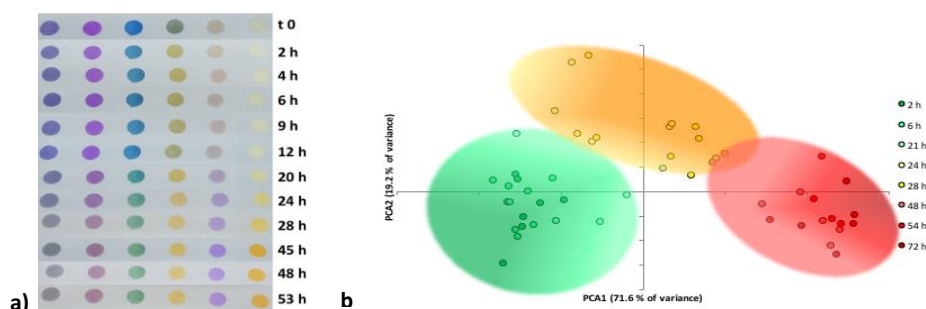 t 0
2 h
4 h
6 h
9 h
12 h
20 h
24 h
28 h
45 h
48 h
53 h
a)
PCA2 (19.2 % of variance)
PCA1 (71.6 % of variance)
2 h
6 h
21 h
24 h
28 h
48 h
54 h
72 h
b